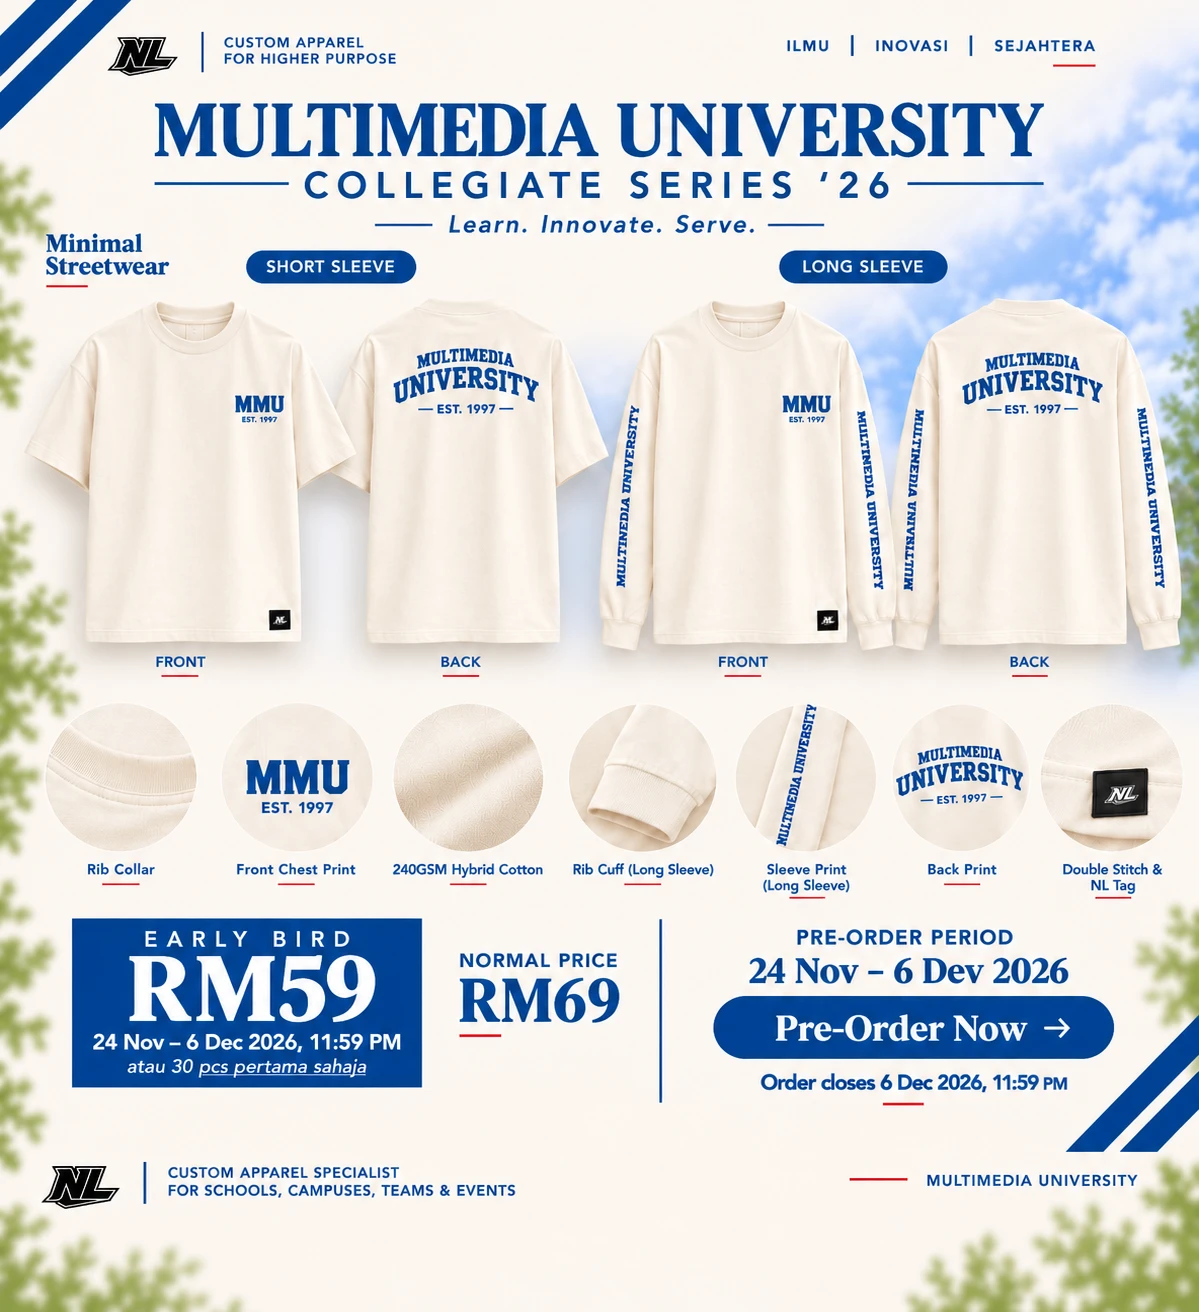 NL
CUSTOM APPAREL
FOR HIGHER PURPOSE
ILMU | INOVASI | SEJAHTERA
MULTIMEDIA UNIVERSITY
COLLEGIATE SERIES ‘26
Learn. Innovate. Serve.
Minimal
Streetwear
SHORT SLEEVE
LONG SLEEVE
MMU
EST. 1997
NL
MULTIMEDIA
UNIVERSITY
— EST. 1997 —
MULTIMEDIA UNIVERSITY
MMU
EST. 1997
MULTIMEDIA UNIVERSITY
NL
MULTIMEDIA UNIVERSITY
MULTIMEDIA
UNIVERSITY
— EST. 1997 —
MULTIMEDIA UNIVERSITY
FRONT
BACK
FRONT
BACK
MMU
EST. 1997
MULTIMEDIA UNIVERSITY
MULTIMEDIA
UNIVERSITY
— EST. 1997 —
NL
Rib Collar
Front Chest Print
240GSM Hybrid Cotton
Rib Cuff (Long Sleeve)
Sleeve Print
(Long Sleeve)
Back Print
Double Stitch &
NL Tag
EARLY BIRD
RM59
24 Nov – 6 Dec 2026, 11:59 PM
atau 30 pcs pertama sahaja
NORMAL PRICE
RM69
PRE-ORDER PERIOD
24 Nov – 6 Dev 2026
Pre-Order Now →
Order closes 6 Dec 2026, 11:59 PM
NL
CUSTOM APPAREL SPECIALIST
FOR SCHOOLS, CAMPUSES, TEAMS & EVENTS
MULTIMEDIA UNIVERSITY